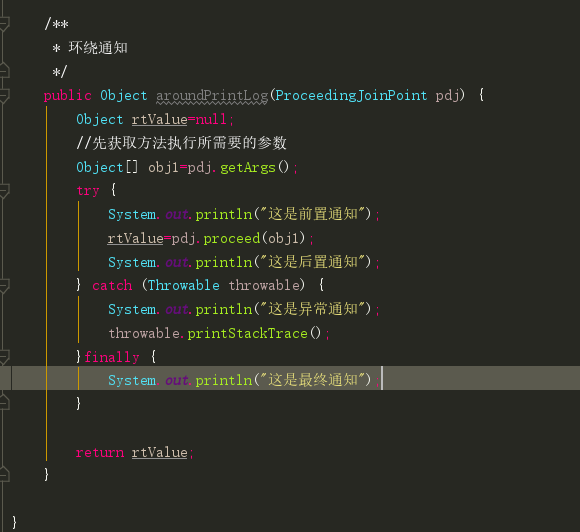 /**
 * 环绕通知
 */
public Object aroundPrintLog(ProceedingJoinPoint pdj) {
    Object rtValue=null;
    //先获取方法执行所需要的参数
    Object[] obj1=pdj.getArgs();
    try {
        System.out.println("这是前置通知");
        rtValue=pdj.proceed(obj1);
        System.out.println("这是后置通知");
    } catch (Throwable throwable) {
        System.out.println("这是异常通知");
        throwable.printStackTrace();
    }finally {
        System.out.println("这是最终通知")
    }
    return rtValue;
}
}